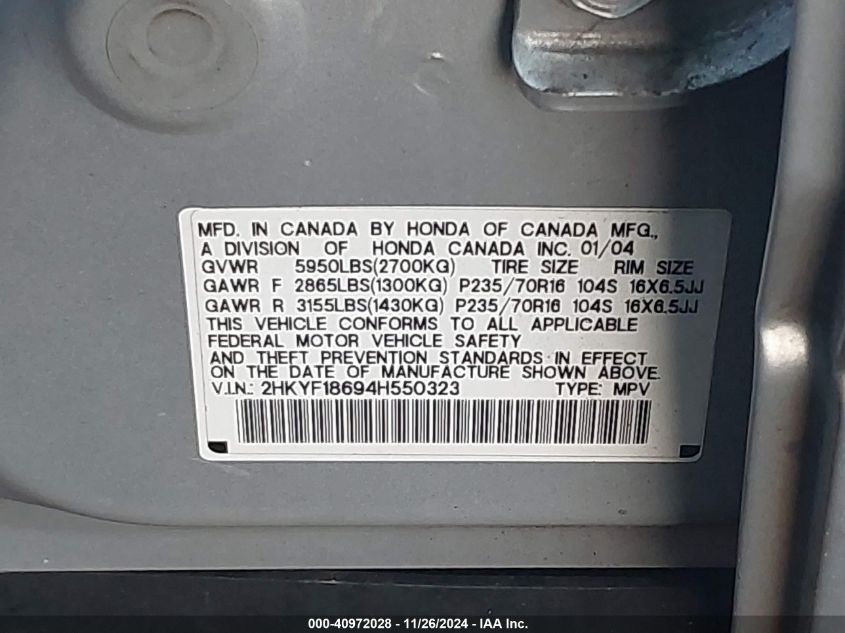 MFD. IN CANADA BY HONDA OF CANADA MFG.,
A DIVISION OF HONDA CANADA INC. 01/04
GVWR 5950LBS(2700KG) TIRE SIZE RIM SIZE
GAWR F 2865LBS(1300KG) P235/70R16 104S 16X6.5JJ
GAWR R 3155LBS(1430KG) P235/70R16 104S 16X6.5JJ
THIS VEHICLE CONFORMS TO ALL APPLICABLE
FEDERAL MOTOR VEHICLE SAFETY
AND THEFT PREVENTION STANDARDS IN EFFECT
ON THE DATE OF MANUFACTURE SHOWN ABOVE.
V.I.N.: 2HKYF18694H550323 TYPE: MPV
000-40972028 - 11/26/2024 - IAA Inc.